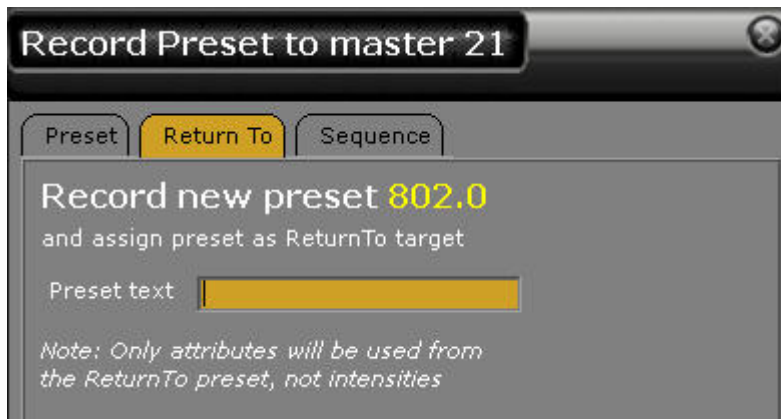 Record Preset to master 21
Preset Return To Sequence
Record new preset 802.0
and assign preset as ReturnTo target
Preset text
Note: Only attributes will be used from
the ReturnTo preset, not intensities